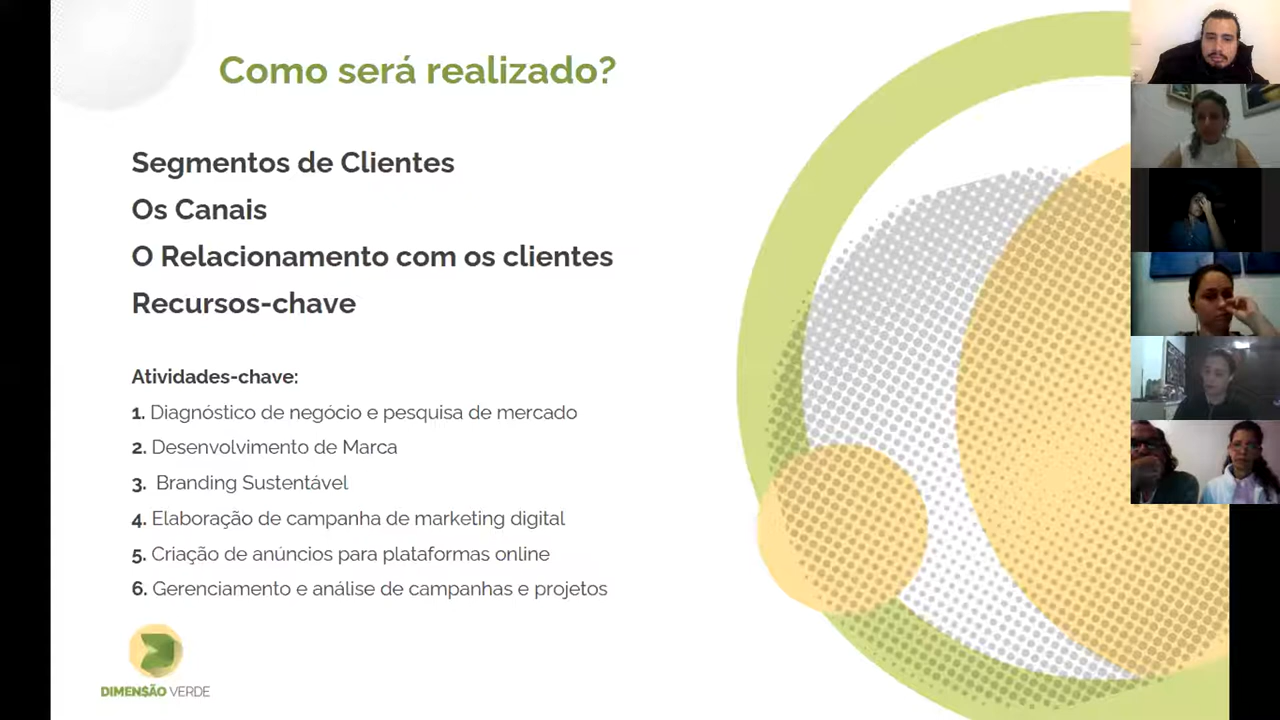 Como será realizado?
Segmentos de Clientes
Os Canais
O Relacionamento com os clientes
Recursos-chave
Atividades-chave:
1. Diagnóstico de negócio e pesquisa de mercado
2. Desenvolvimento de Marca
3. Branding Sustentável
4. Elaboração de campanha de marketing digital
5. Criação de anúncios para plataformas online
6. Gerenciamento e análise de campanhas e projetos
DIMENSÃO VERDE